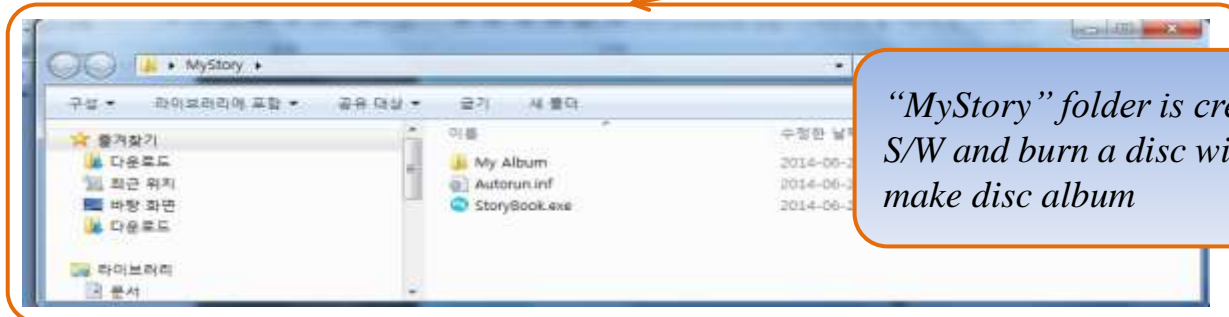 MyStory
구성 라이브러리에 포함 공유 대상 굽기 새 폴더
즐겨찾기
다운로드
최근 위치
바탕 화면
다운로드
라이브러리
문서
이름 수정한 날짜
My Album 2014-06-2
Autorun.inf 2014-06-2
StoryBook.exe 2014-06-2
“MyStory” folder is cre
S/W and burn a disc wi
make disc album